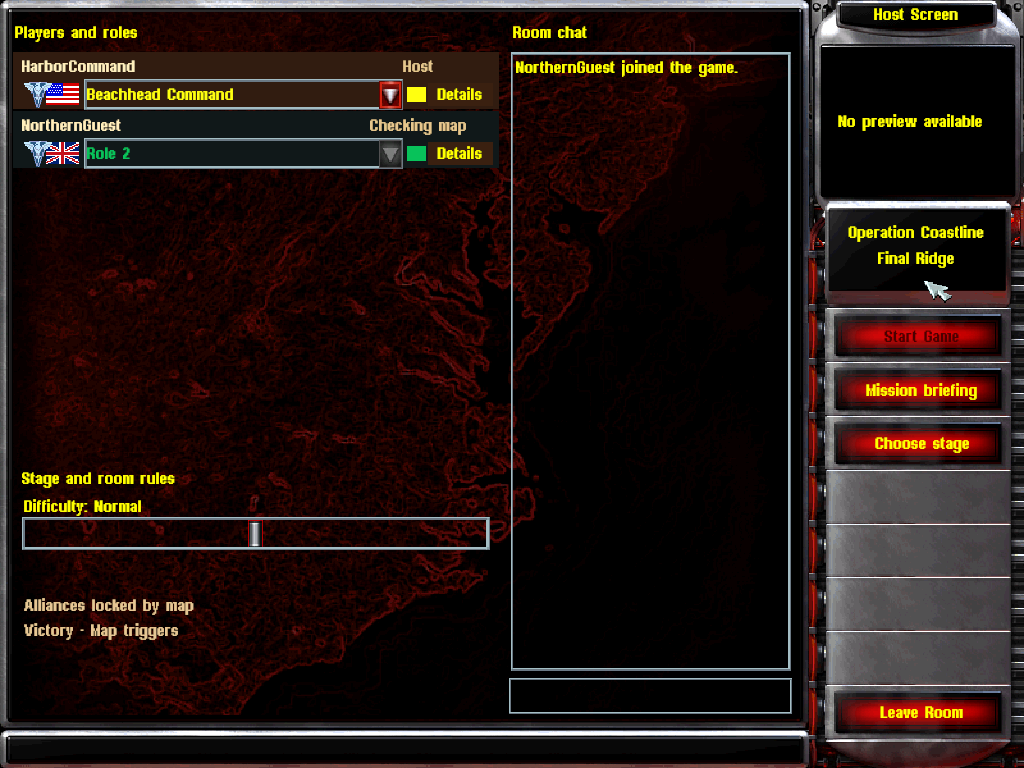 Host Screen
Players and roles
Room chat
HarborCommand
Host
NorthernGuest joined the game.
Beachhead Command
Details
NorthernGuest
Checking map
No preview available
Role 2
Details
Operation Coastline
Final Ridge
Start Game
Mission briefing
Choose stage
Stage and room rules
Difficulty: Normal
Alliances locked by map
Victory - Map triggers
Leave Room